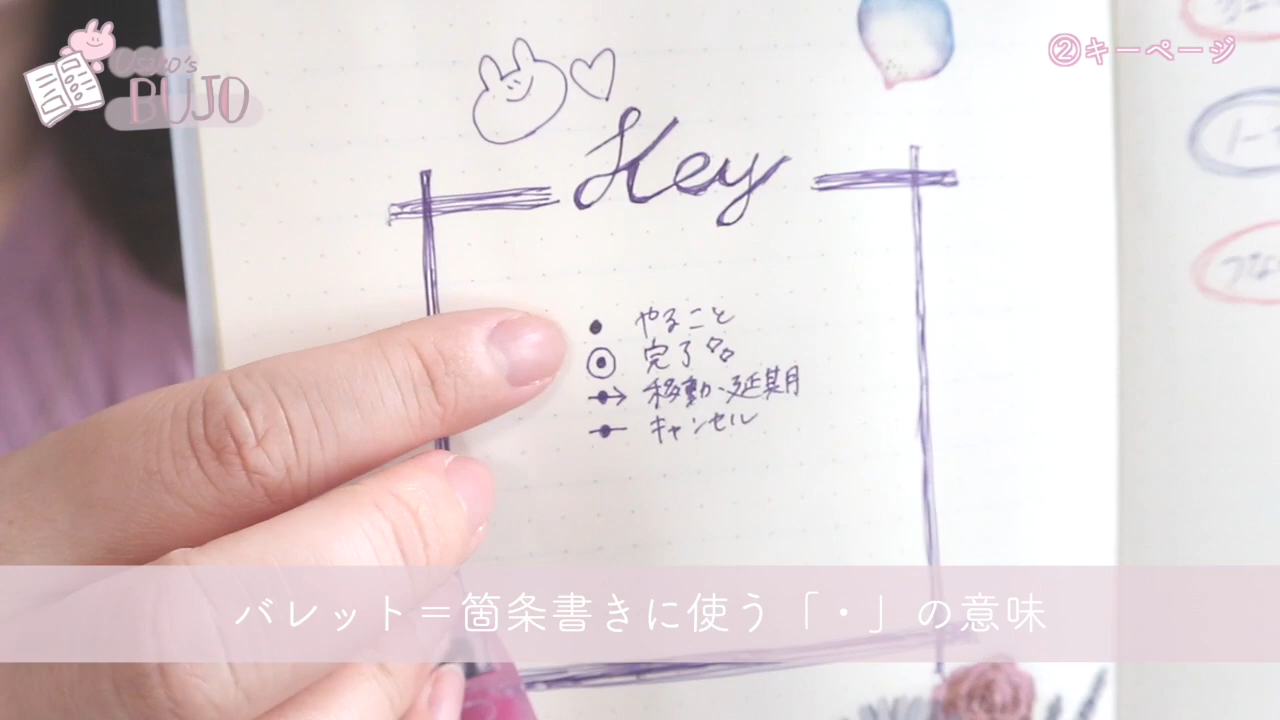 ②キーページ
BUJO
Key
• やること
⦿ 完了
移動・延期
キャンセル
バレット＝箇条書きに使う「・」の意味